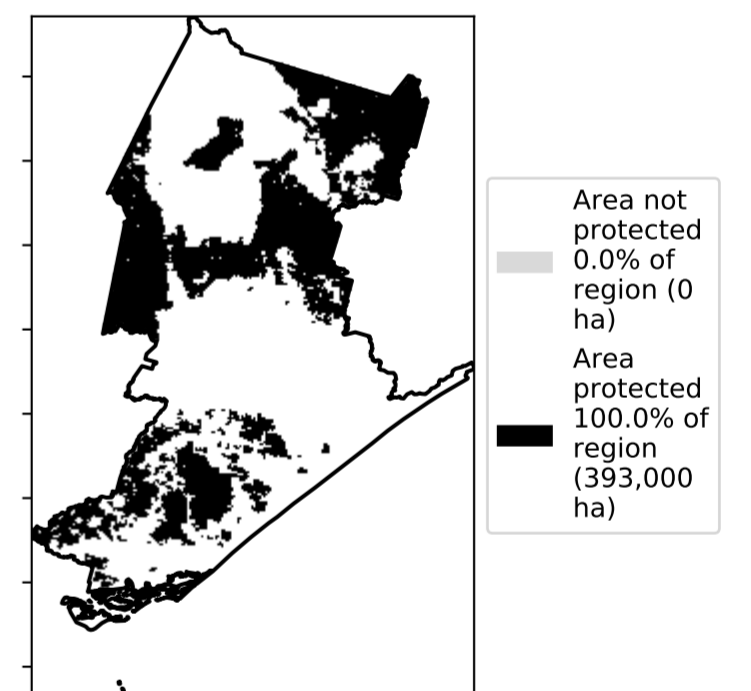 Area not
protected
0.0% of
region (0
ha)
Area
protected
100.0% of
region
(393,000
ha)